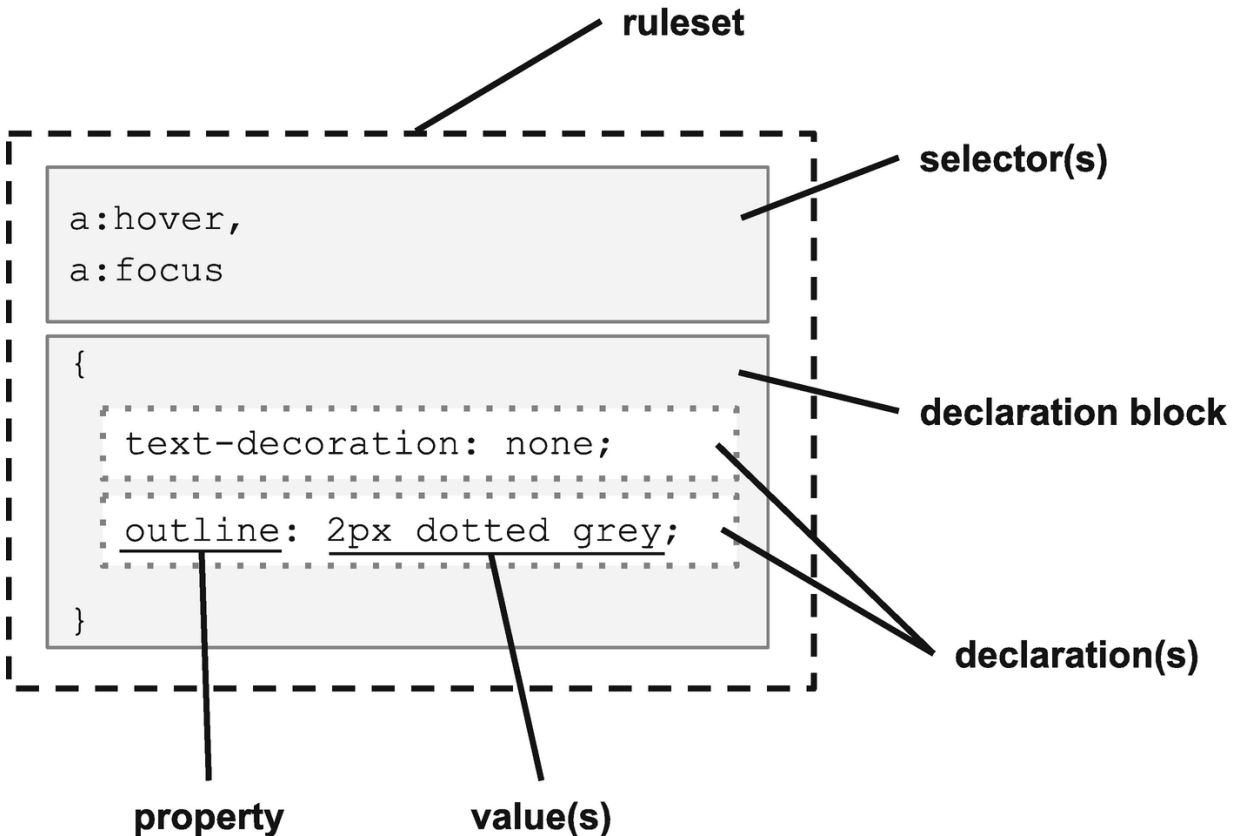 ruleset
selector(s)
a:hover,
a:focus
{
declaration block
text-decoration: none;
outline: 2px dotted grey;
}
declaration(s)
property
value(s)